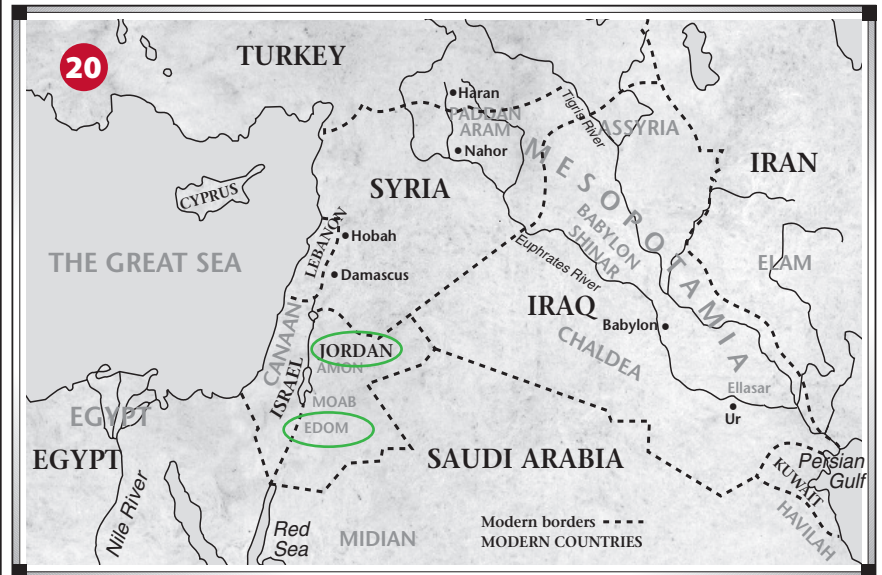 20
TURKEY
Haran
PADDAN
ARAM
Nahor
Tigris River
ASSYRIA
MESOPOTAMIA
IRAN
CYPRUS
SYRIA
BABYLON
SHINAR
LEBANON
Hobah
THE GREAT SEA
Damascus
Euphrates River
ELAM
IRAQ
Babylon
CANAAN
JORDAN
AMON
CHALDEA
ISRAEL
MOAB
Ellasar
EDOM
Ur
EGYPT
EGYPT
SAUDI ARABIA
KUWAIT
Persian
Gulf
Nile River
Red
Sea
MIDIAN
HAVILAH
Modern borders
MODERN COUNTRIES